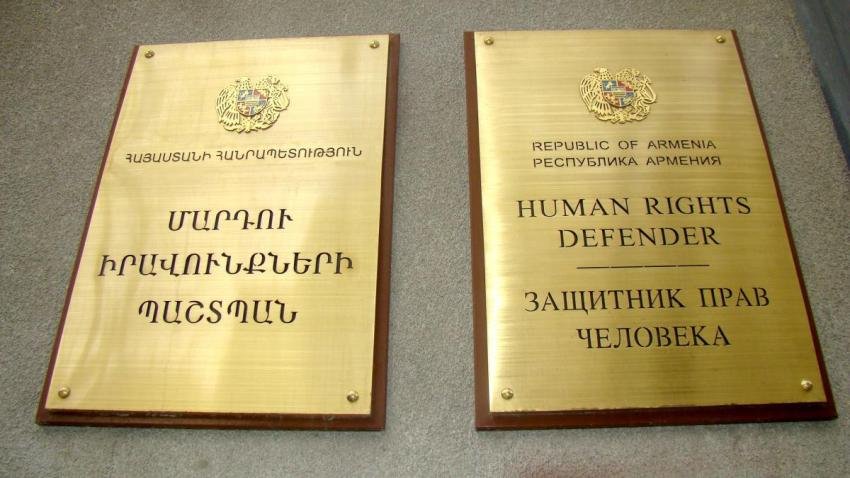 ՀԱՅԱՍՏԱՆԻ ՀԱՆՐԱՊԵՏՈՒԹՅՈՒՆ
ՄԱՐԴՈՒ
ԻՐԱՎՈՒՆՔՆԵՐԻ
ՊԱՇՏՊԱՆ
REPUBLIC OF ARMENIA
РЕСПУБЛИКА АРМЕНИЯ
HUMAN RIGHTS
DEFENDER
ЗАЩИТНИК ПРАВ
ЧЕЛОВЕКА